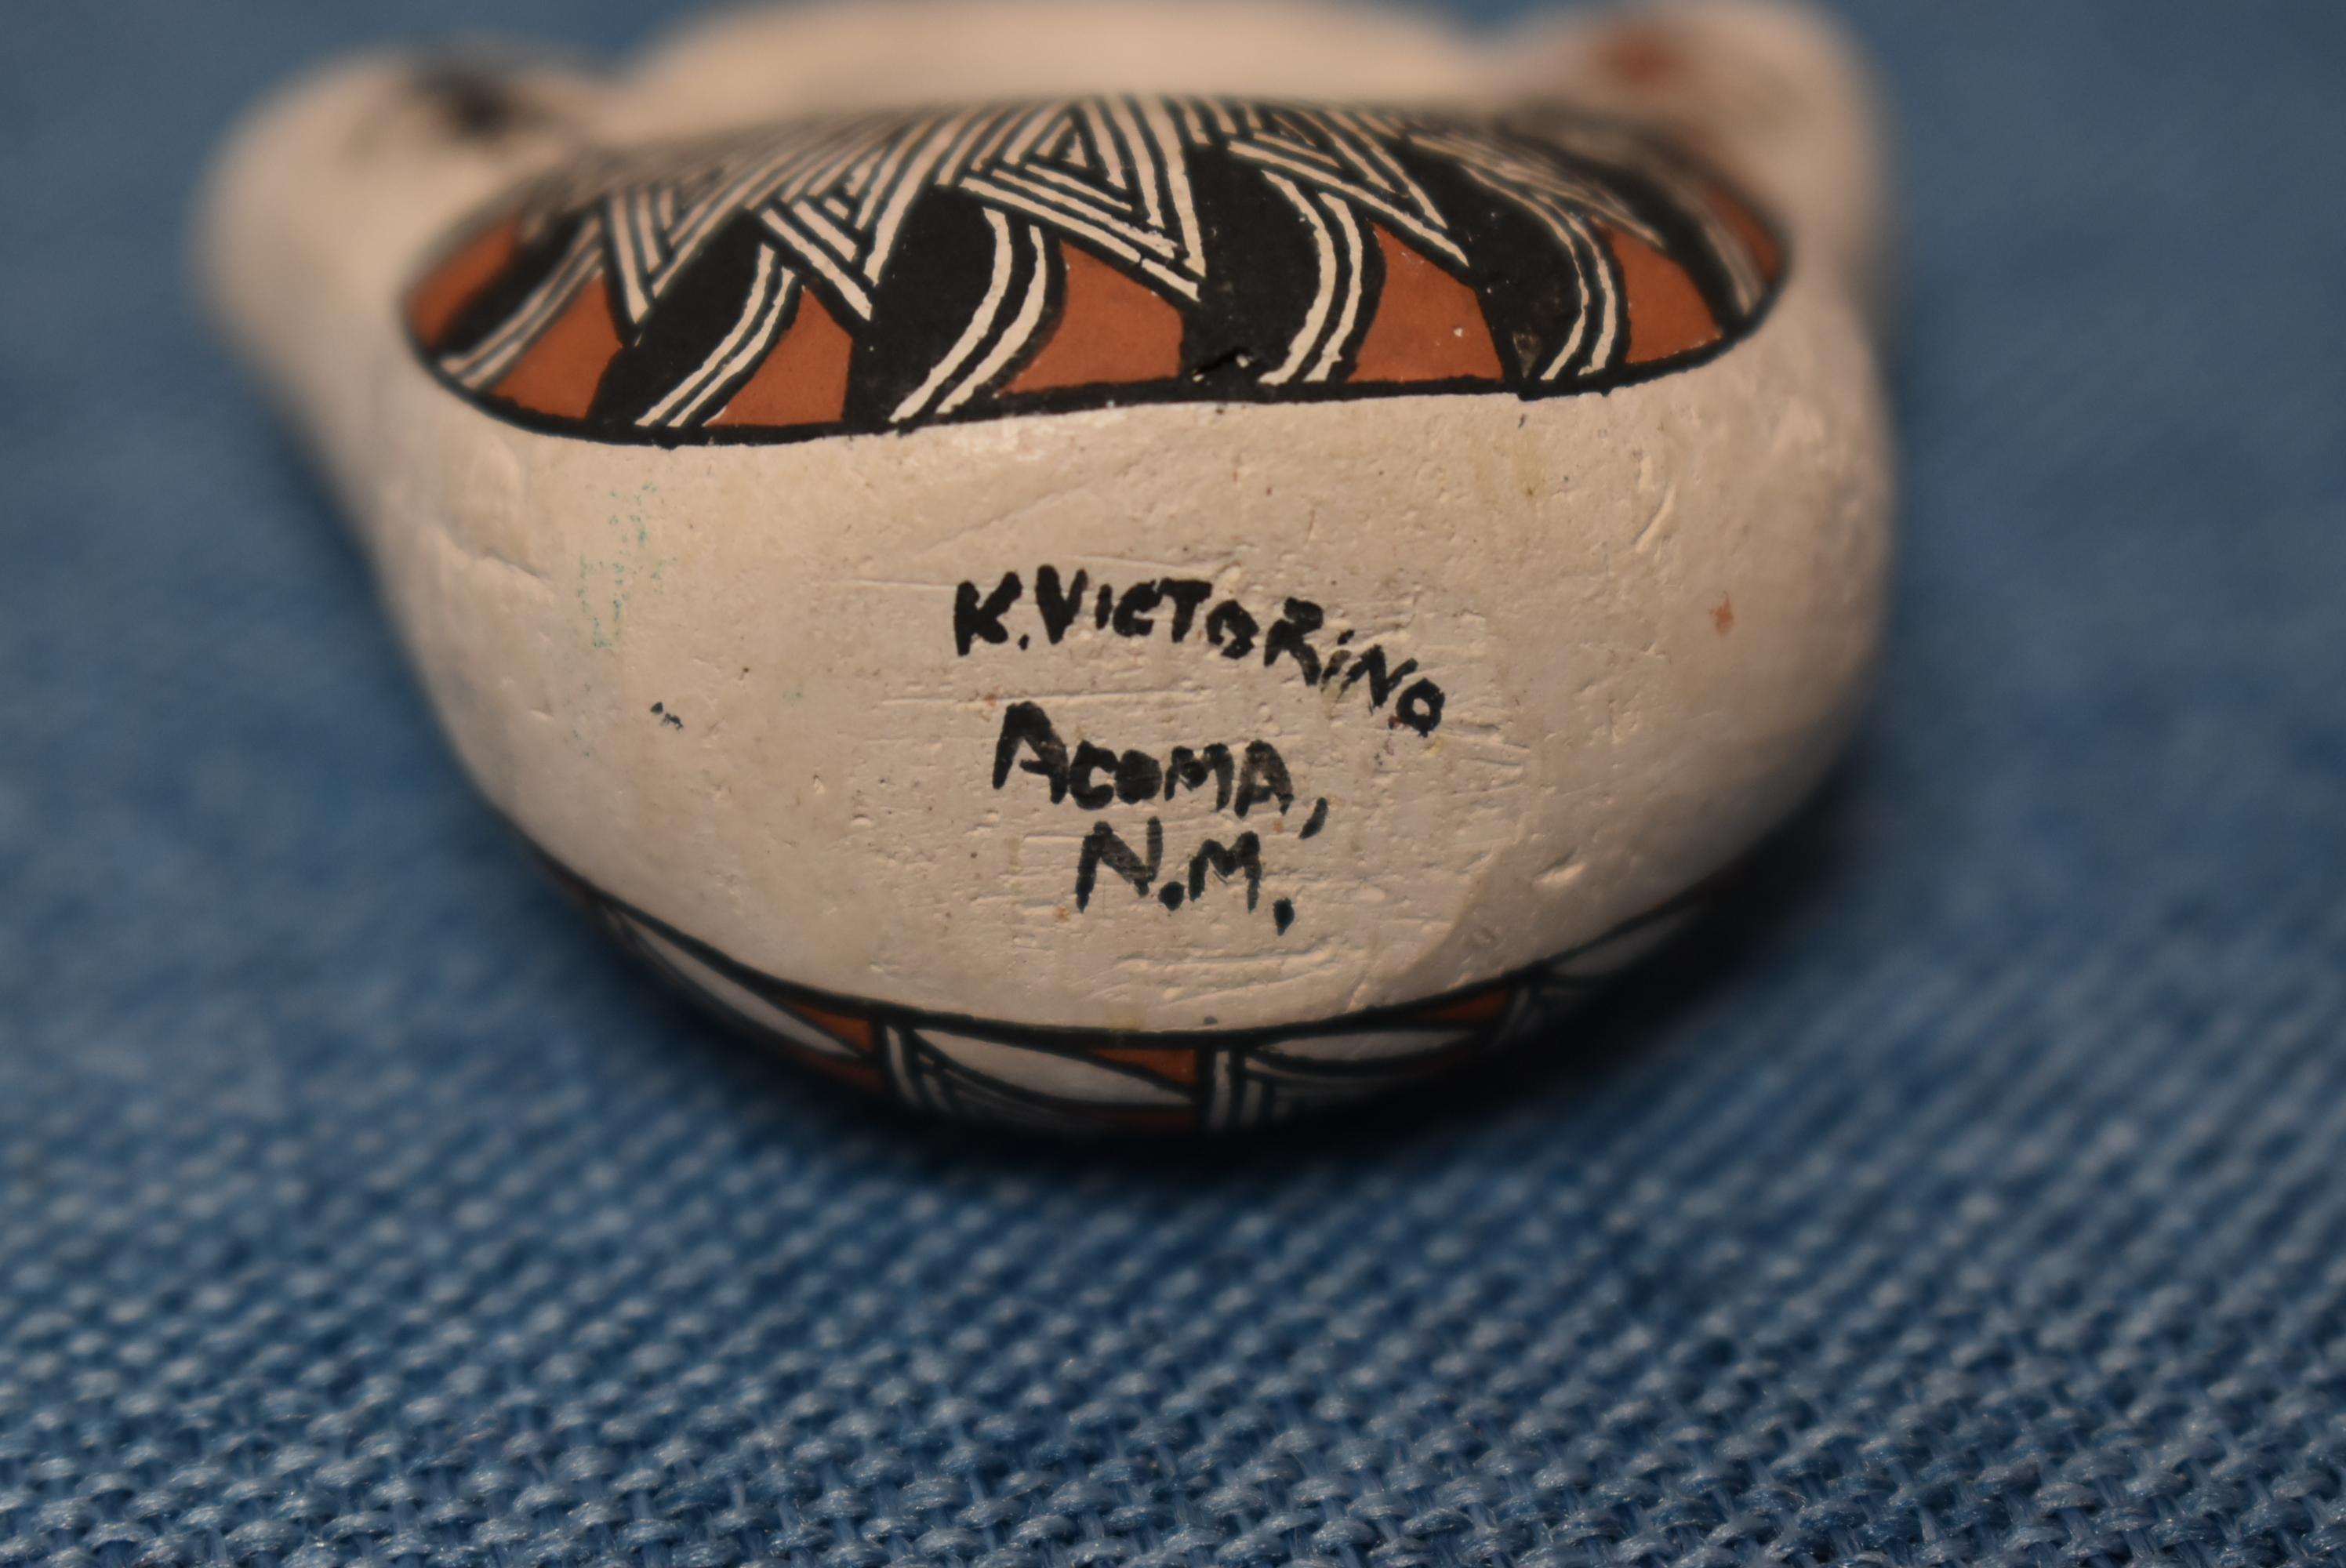 K. VICTORiNO
ACOMA,
N.M.